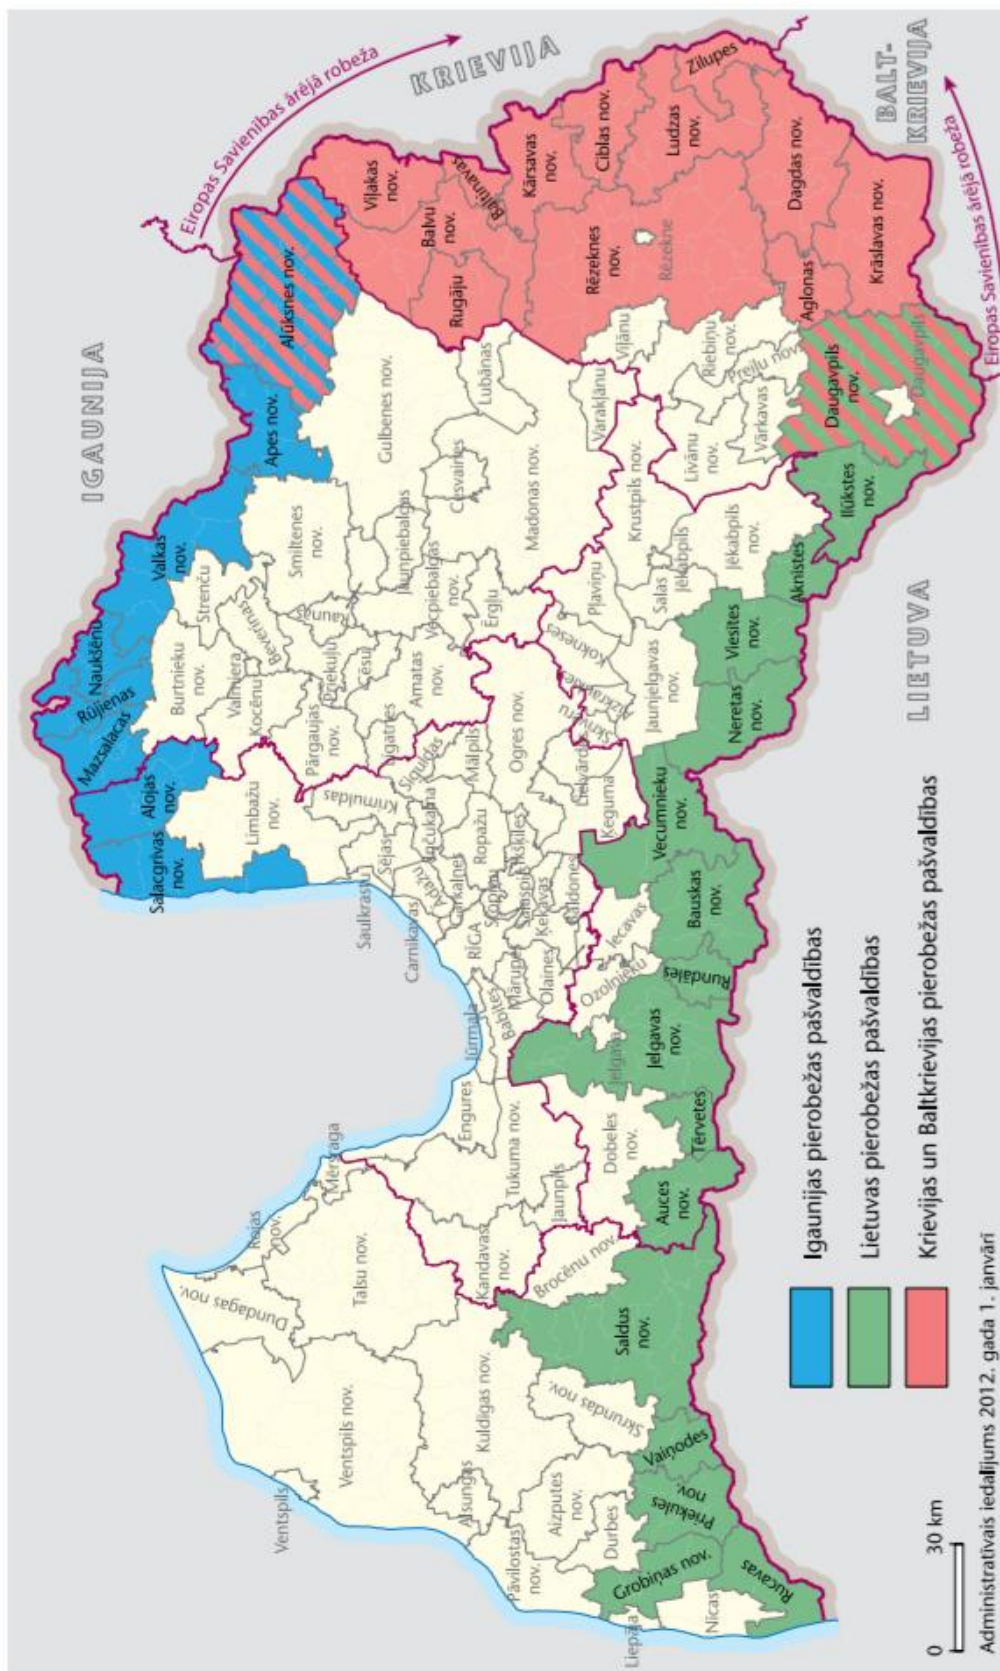 IGAUNIJA
KRIEVIJA
Eiropas Savienības ārējā robeža
BALT-
KRIEVIJA
Eiropas Savienības ārējā robeža
LIETUVA
Mazsalacas
Rūjienas
Naukšēnu
Valkas
nov.
Apes nov.
Alūksnes nov.
Salacgrīvas
nov.
Alojas
nov.
Burtnieku
nov.
Strenču
Valmiera
Kocēnu
Beverīnas
Smiltenes
nov.
Limbažu
nov.
Pārgaujas
nov.
Priekuļu
Raunas
Cēsu
Līgatnes
Amatas
nov.
Jaunpiebalgas
Vecpiebalgas
nov.
Gulbenes nov.
Viļakas
nov.
Balvu
nov.
Baltinavas
Rugāju
Lubānas
Cesvaines
Madonas nov.
Ērgļu
Kārsavas
nov.
Ciblas nov.
Zilupes
Ludzas
nov.
Rēzeknes
nov.
Rēzekne
Dagdas nov.
Krāslavas nov.
Aglonas
Viļānu
Varakļānu
Riebiņu
nov.
Preiļu nov.
Vārkavas
Līvānu
nov.
Krustpils nov.
Daugavpils
nov.
Daugavpils
Ilūkstes
nov.
Jēkabpils
nov.
Jēkabpils
Salas
Pļaviņu
Kokneses
Aizkraukles
Skrīveru
Jaunjelgavas
nov.
Aknīstes
Viesītes
nov.
Neretas
nov.
Krimuldas
Siguldas
Mālpils
Ogres nov.
Lielvārdes
Ķeguma
Saulkrastu
Sējas
Inčukalna
Carnikavas
Ādažu
Garkalnes
Ropažu
Stopiņu
Salaspils
Ikšķiles
RĪGA
Ķekavas
Baldones
Mārupes
Olaines
Babītes
Jūrmala
Vecumnieku
nov.
Bauskas
nov.
Iecavas
Ozolnieku
Rundāles
Jelgava
Jelgavas
nov.
Tērvetes
Dobeles
nov.
Auces
nov.
Engures
Tukuma nov.
Jaunpils
Mērsraga
Rojas
nov.
Dundagas nov.
Talsu nov.
Kandavas
nov.
Brocēnu nov.
Saldus
nov.
Ventspils
Ventspils nov.
Kuldīgas nov.
Skrundas nov.
Alsungas
Aizputes
nov.
Pāvilostas
nov.
Durbes
Vaiņodes
Priekules
nov.
Grobiņas nov.
Liepāja
Nīcas
Rucavas
Igaunijas pierobežas pašvaldības
Lietuvas pierobežas pašvaldības
Krievijas un Baltkrievijas pierobežas pašvaldības
0 30 km
Administratīvais iedalījums 2012. gada 1. janvārī